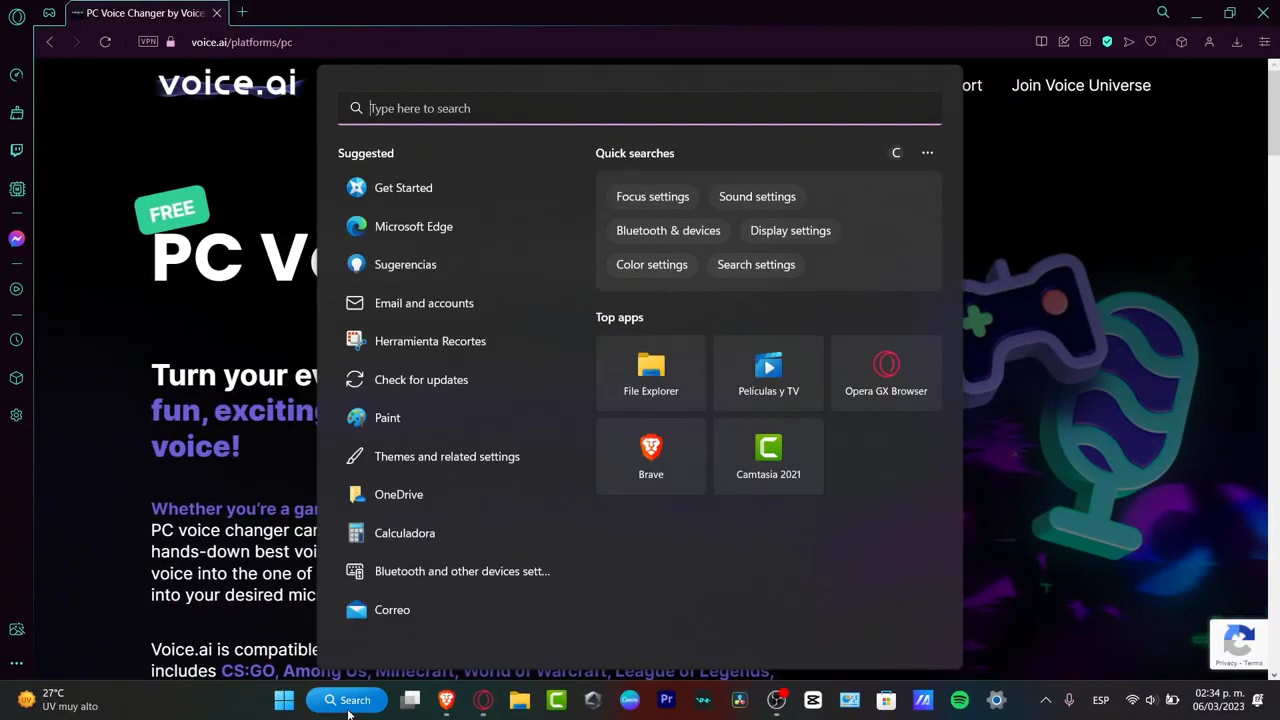 PC Voice Changer by Voice.
VPN
voice.ai/platforms/pc
voice.ai
ort
Join Voice Universe
Type here to search
Suggested
Get Started
Microsoft Edge
Sugerencias
Email and accounts
Herramienta Recortes
Check for updates
Paint
Themes and related settings
OneDrive
Calculadora
Bluetooth and other devices sett...
Correo
Quick searches
C
Focus settings
Sound settings
Bluetooth & devices
Display settings
Color settings
Search settings
Top apps
File Explorer
Películas y TV
Opera GX Browser
Brave
Camtasia 2021
FREE
PC V
Turn your e
fun, exciting
voice!
Whether you're a ga
PC voice changer can
hands-down best voi
voice into the one of
into your desired mic
Voice.ai is compatible
includes CS:GO, Among Us, Minecraft, World of Warcraft, League of Legends,
Privacy - Terms
27°C
UV muy alto
Search
ESP
02:34 p. m.
06/03/2023